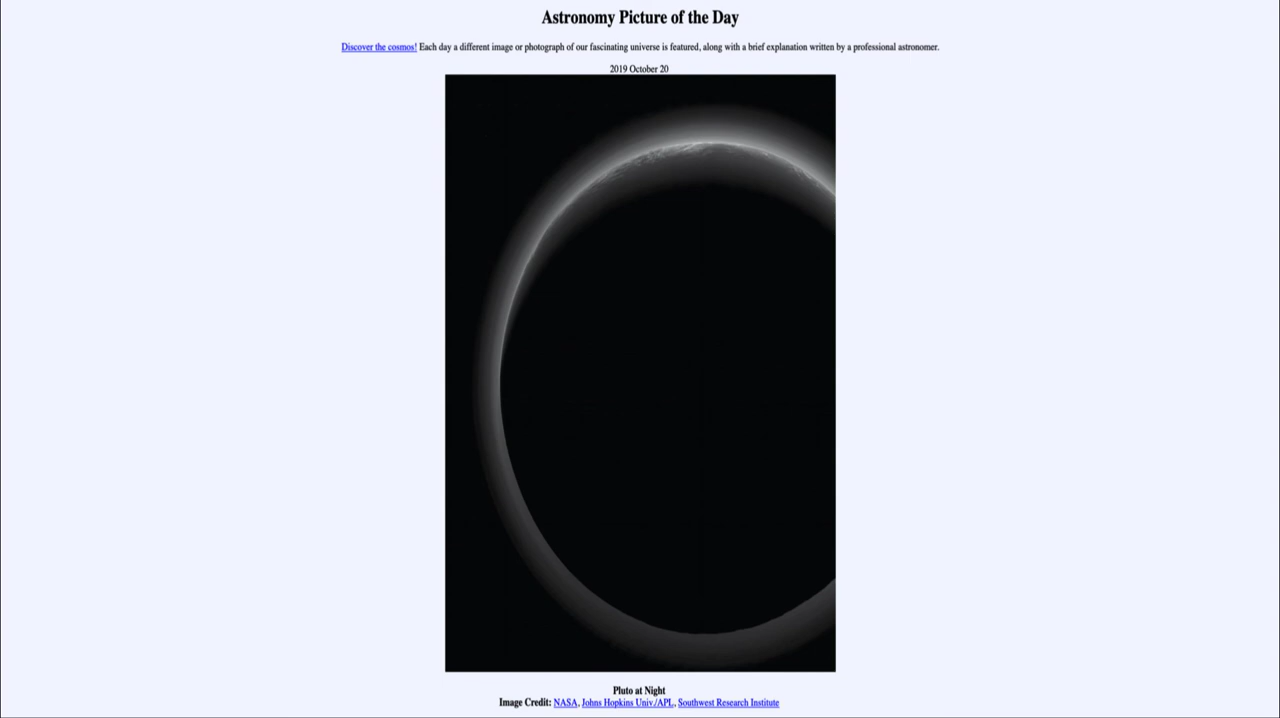 Astronomy Picture of the Day
Discover the cosmos! Each day a different image or photograph of our fascinating universe is featured, along with a brief explanation written by a professional astronomer.
2019 October 20
Pluto at Night
Image Credit: NASA, Johns Hopkins Univ./APL, Southwest Research Institute